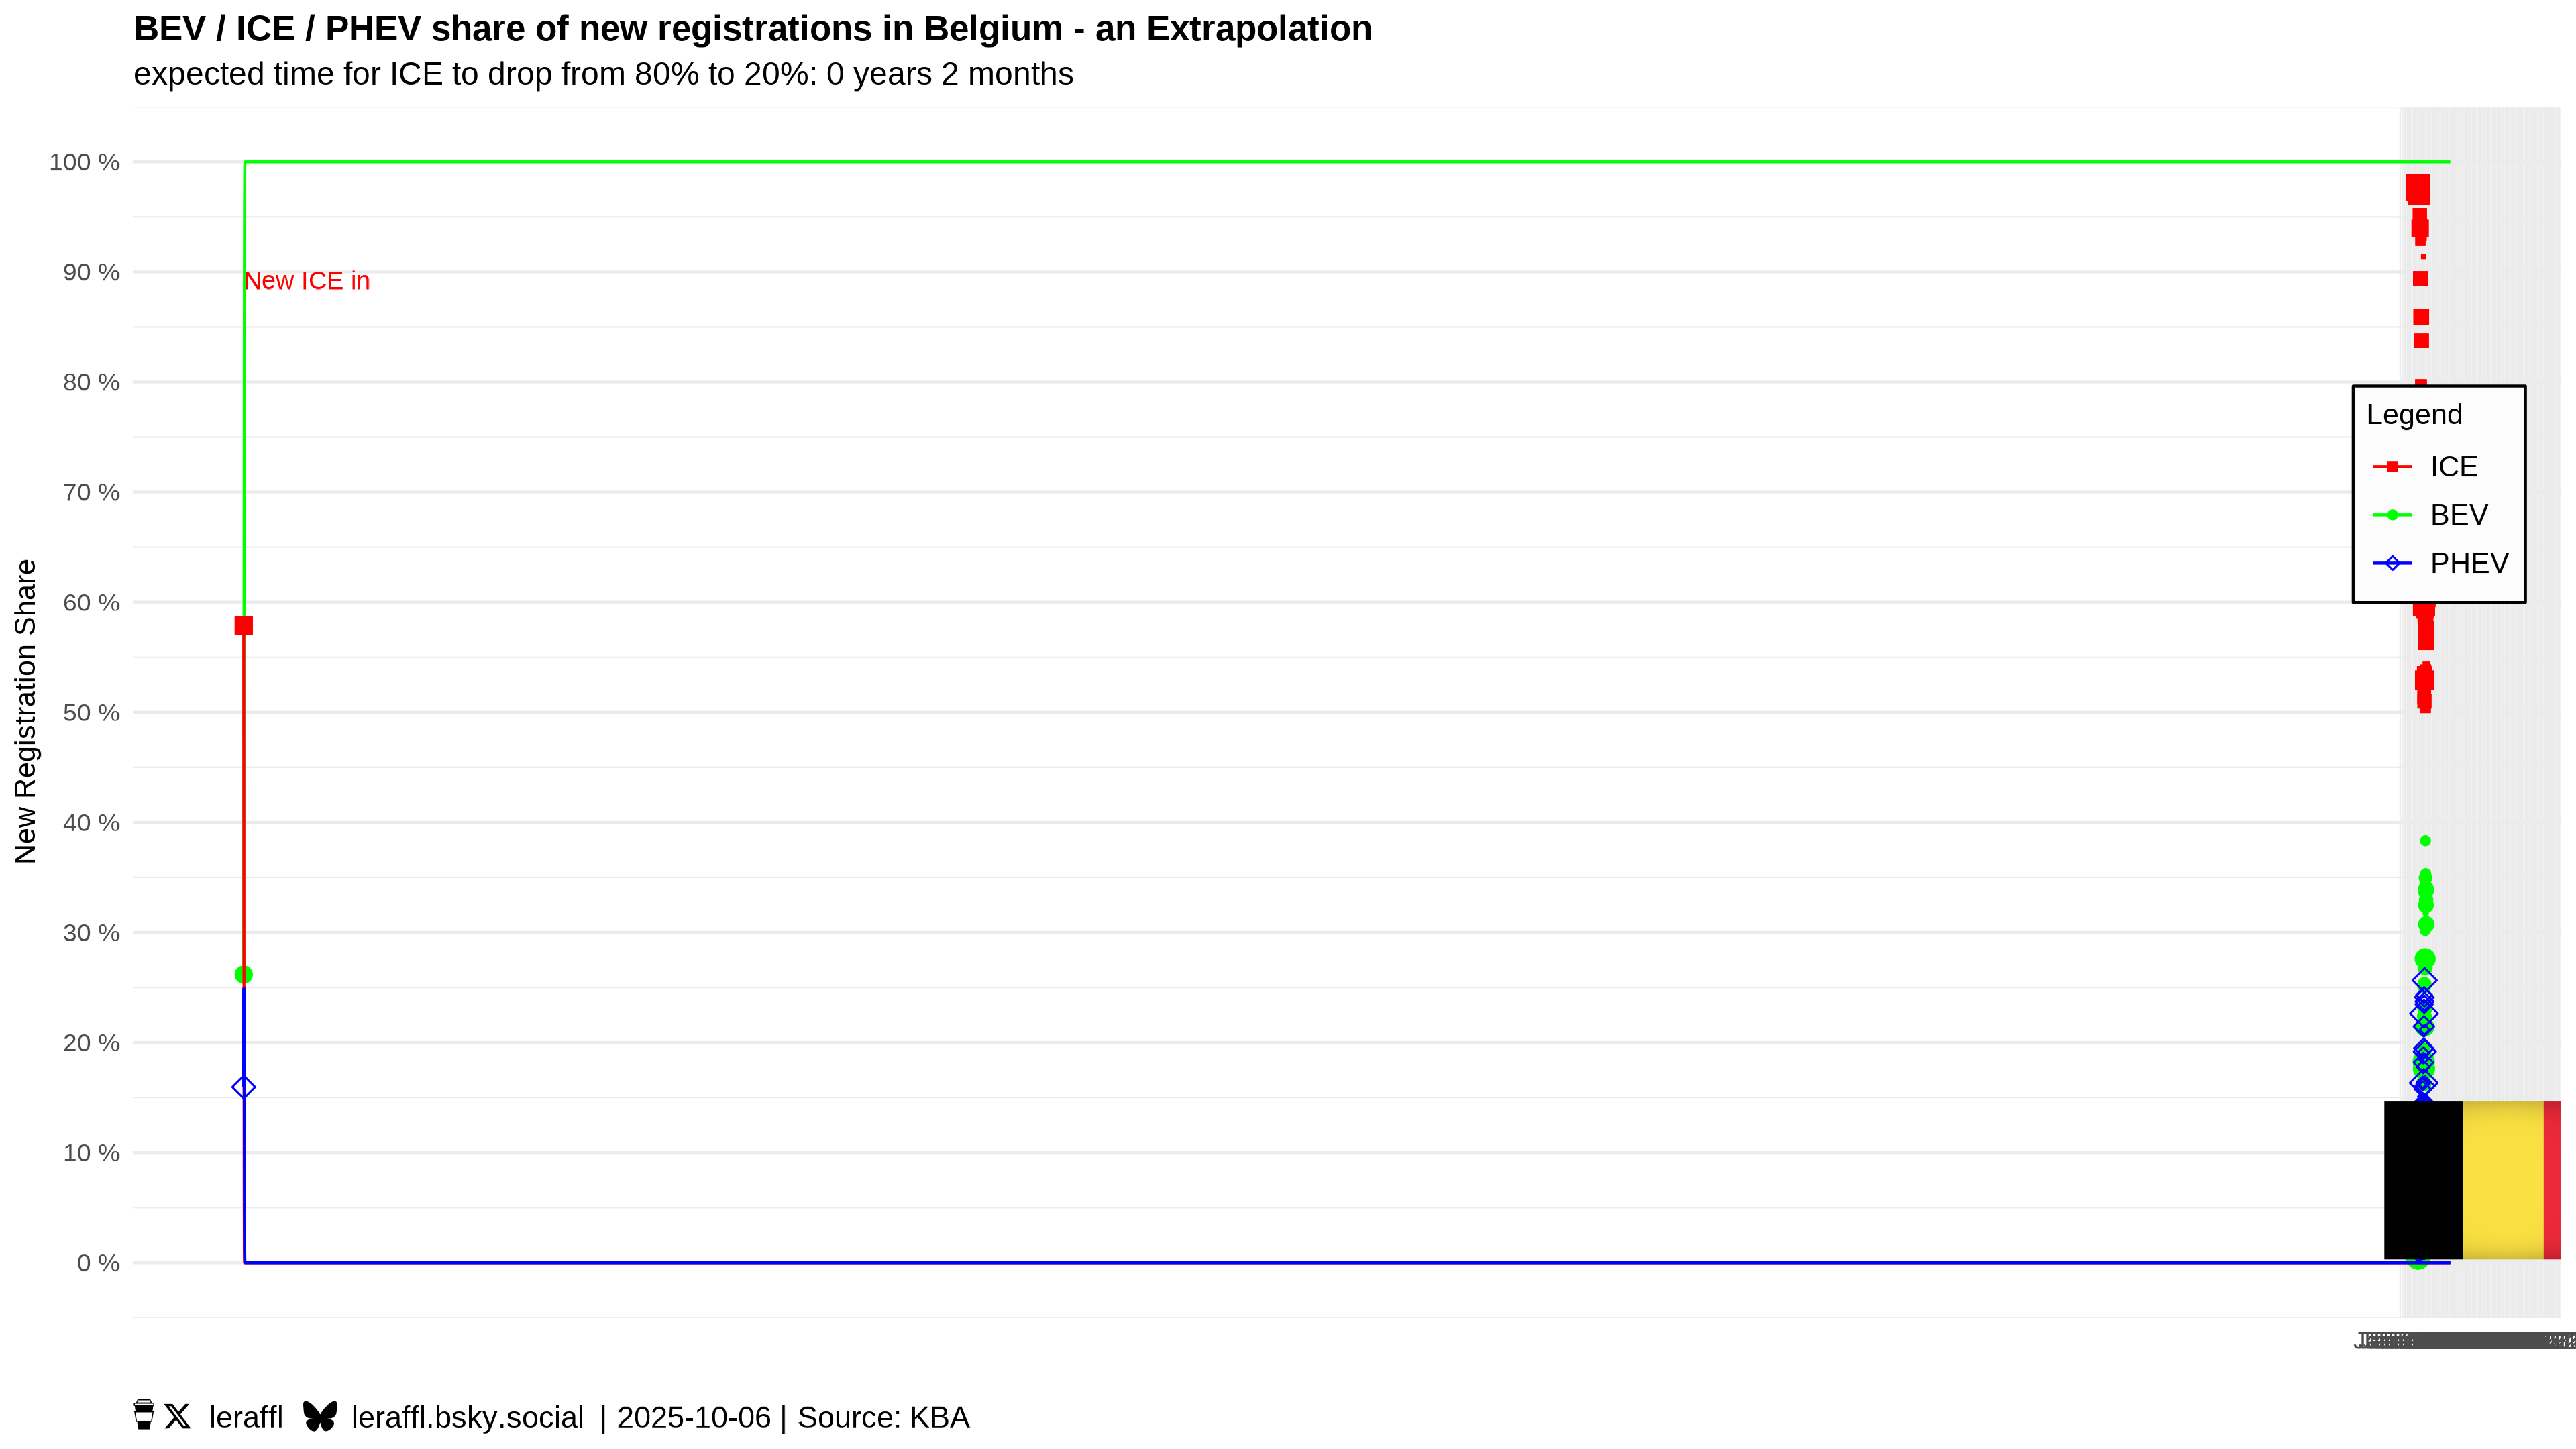 BEV / ICE / PHEV share of new registrations in Belgium - an Extrapolation
expected time for ICE to drop from 80% to 20%: 0 years 2 months
100 %
90 %
80 %
70 %
60 %
50 %
40 %
30 %
20 %
10 %
0 %
New Registration Share
New ICE in
Legend
ICE
BEV
PHEV
leraffl leraffl.bsky.social | 2025-10-06 | Source: KBA